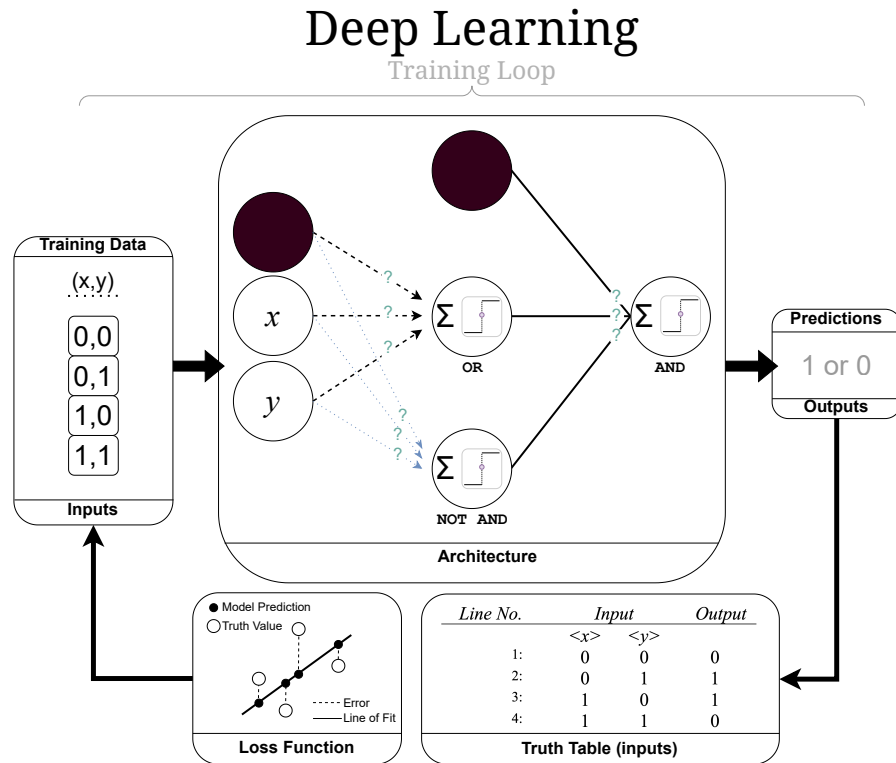 Deep Learning
Training Loop
Training Data
(x,y)
0,0
0,1
1,0
1,1
Inputs
x
y
?
?
?
?
?
?
Σ
OR
Σ
NOT AND
?
?
?
Σ
AND
Architecture
Predictions
1 or 0
Outputs
Model Prediction
Truth Value
Error
Line of Fit
Loss Function
Line No. Input Output
<x> <y>
1: 0 0 0
2: 0 1 1
3: 1 0 1
4: 1 1 0
Truth Table (inputs)